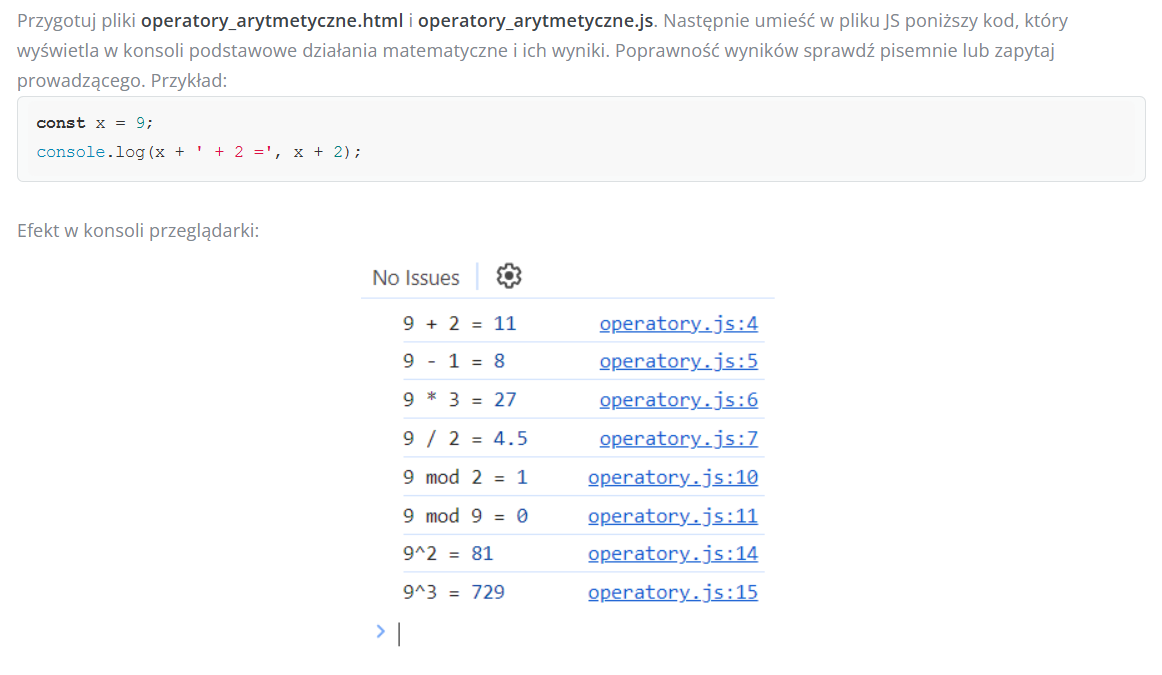 Przygotuj pliki operatory_arytmetyczne.html i operatory_arytmetyczne.js. Następnie umieść w pliku JS poniższy kod, który
wyświetla w konsoli podstawowe działania matematyczne i ich wyniki. Poprawność wyników sprawdź pisemnie lub zapytaj
prowadzącego. Przykład:
const x = 9;
console.log(x + ' + 2 =', x + 2);
Efekt w konsoli przeglądarki:
No Issues
9 + 2 = 11 operatory.js:4
9 - 1 = 8 operatory.js:5
9 * 3 = 27 operatory.js:6
9 / 2 = 4.5 operatory.js:7
9 mod 2 = 1 operatory.js:10
9 mod 9 = 0 operatory.js:11
9^2 = 81 operatory.js:14
9^3 = 729 operatory.js:15
>